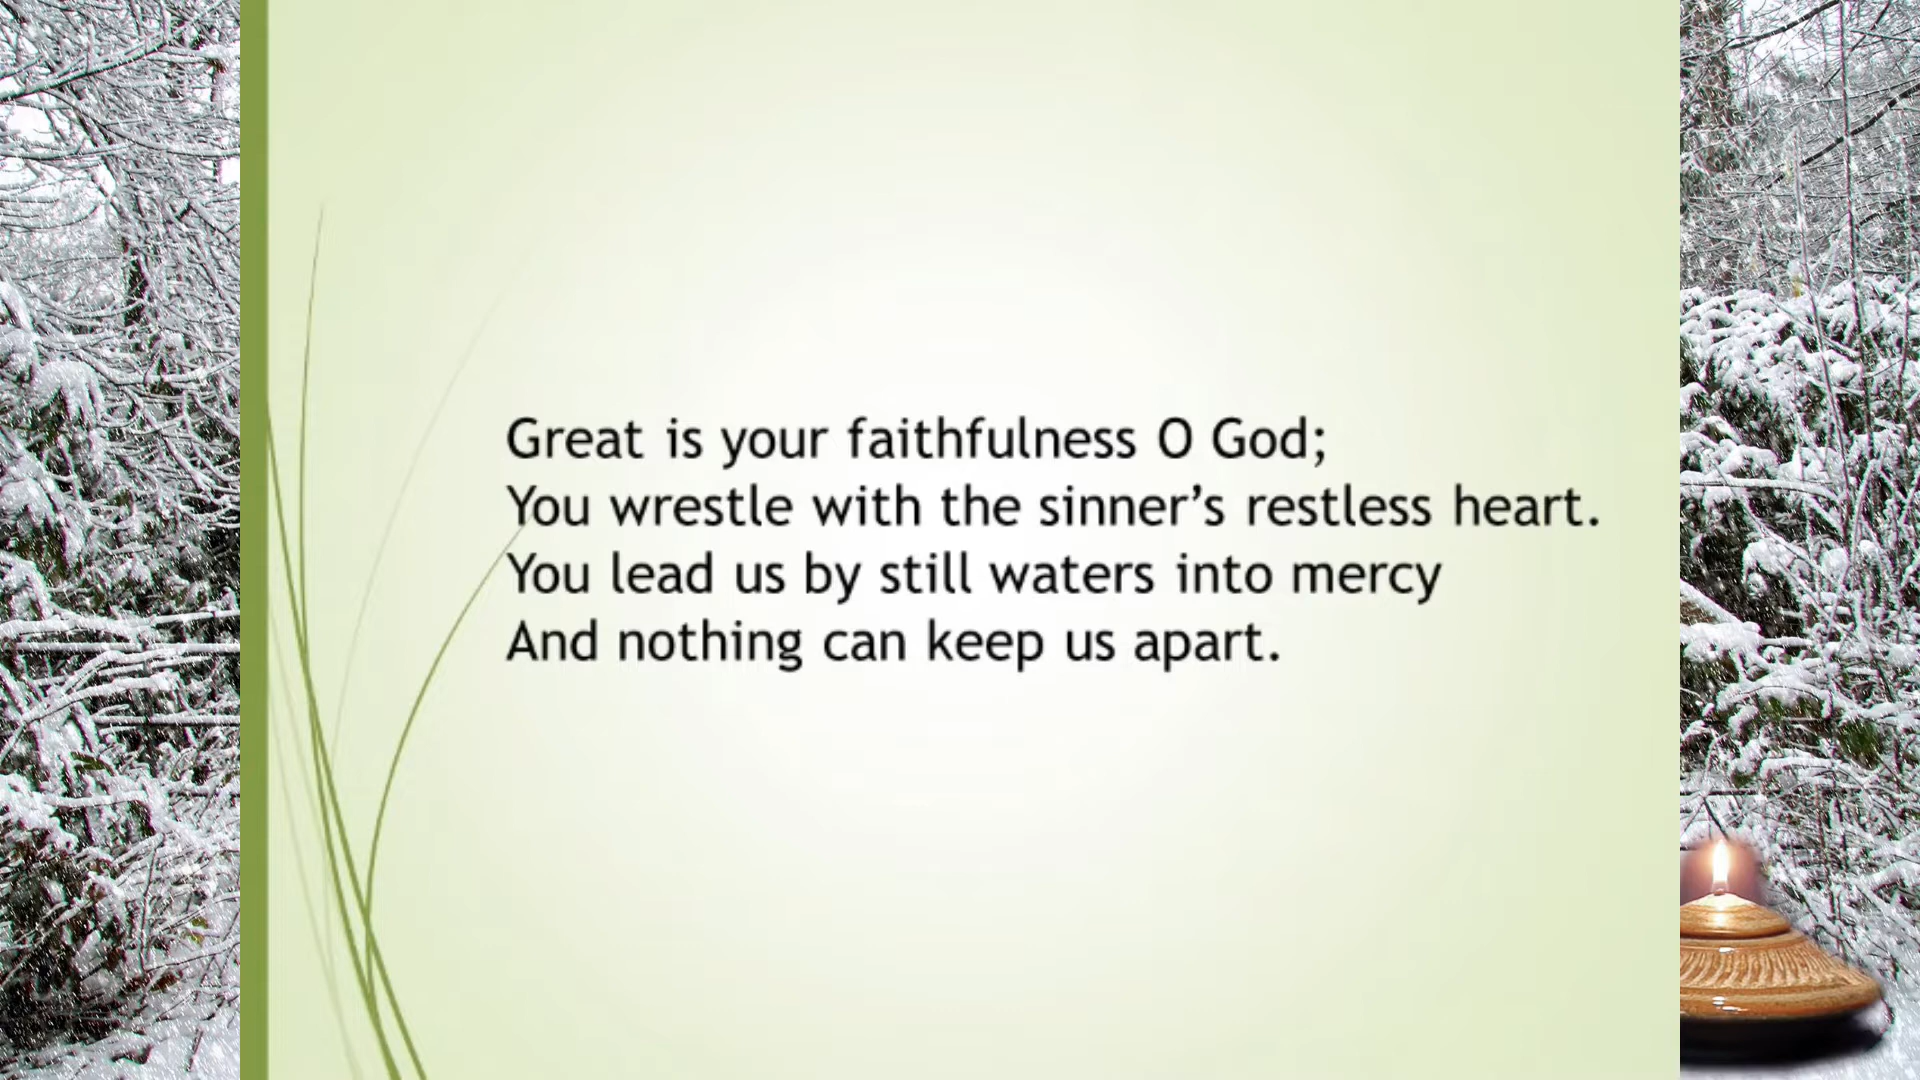 Great is your faithfulness O God;
You wrestle with the sinner’s restless heart.
You lead us by still waters into mercy
And nothing can keep us apart.